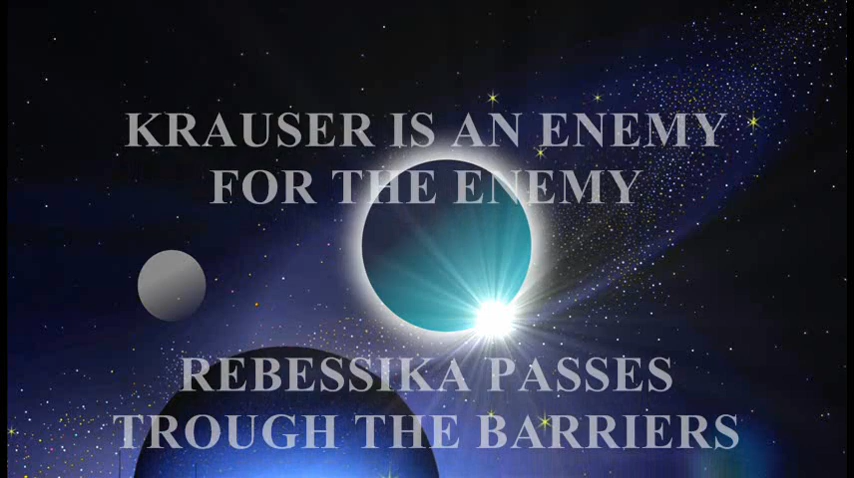 KRAUSER IS AN ENEMY
FOR THE ENEMY
REBESSIKA PASSES
TROUGH THE BARRIERS